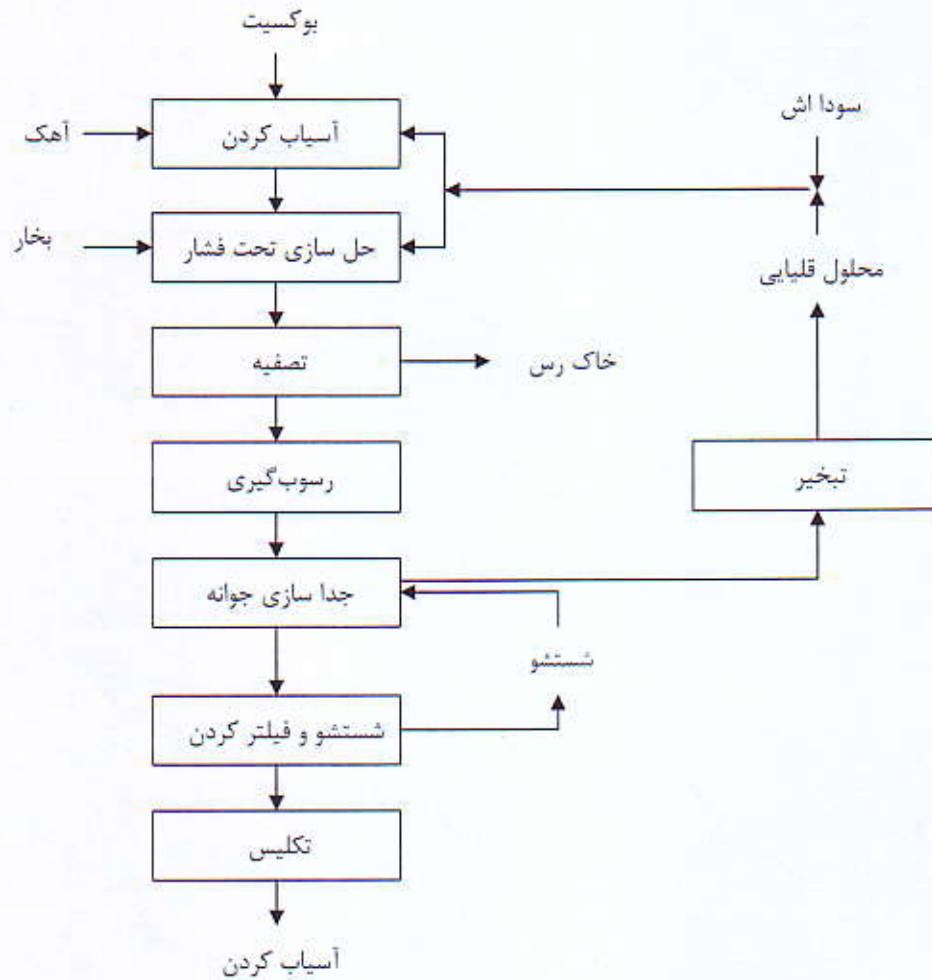 بوکسیت
سودا اش
آهک
آسیاب کردن
بخار
حل سازی تحت فشار
محلول قلیایی
تصفیه
خاک رس
رسوب‌گیری
تبخیر
جدا سازی جوانه
شستشو
شستشو و فیلتر کردن
تکلیس
آسیاب کردن